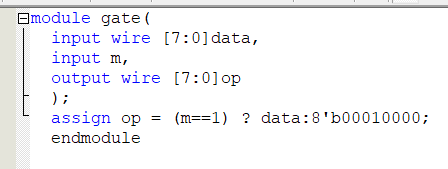 module gate(
input wire [7:0]data,
input m,
output wire [7:0]op
);
assign op = (m==1) ? data:8'b00010000;
endmodule